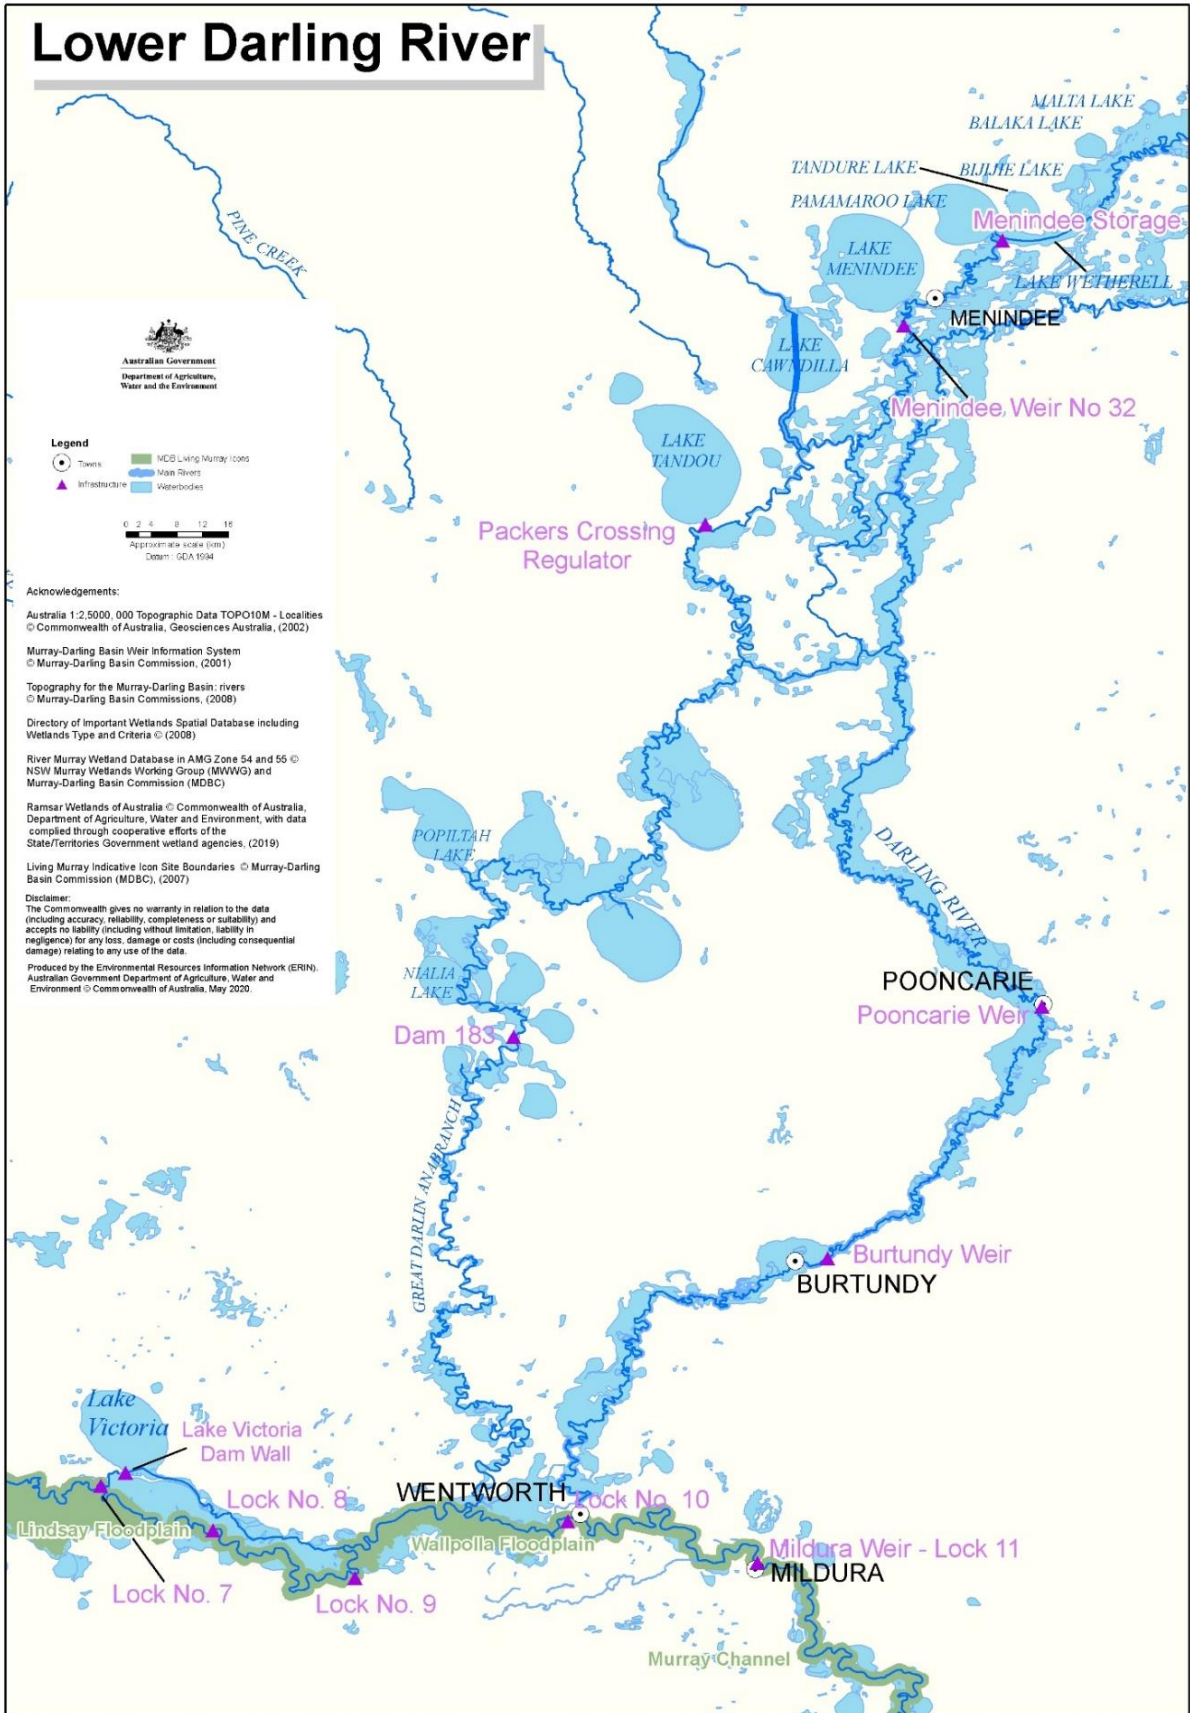 Lower Darling River
MALTA LAKE
BALAKA LAKE
TANDURE LAKE
BIJIJIE LAKE
PAMAMAROO LAKE
Menindee Storage
PINE CREEK
LAKE
MENINDEE
LAKE WETHERELL
MENINDEE
LAKE
CAWNDILLA
Menindee Weir No 32
Australian Government
Department of Agriculture,
Water and the Environment
Legend
Towns
Infrastructure
MDB Living Murray Icons
Main Rivers
Waterbodies
0 2 4 8 12 16
Approximate scale (km)
Datum : GDA 1994
LAKE
TANDOU
Packers Crossing
Regulator
Acknowledgements:
Australia 1:2,5000, 000 Topographic Data TOPO10M - Localities
© Commonwealth of Australia, Geosciences Australia, (2002)
Murray-Darling Basin Weir Information System
© Murray-Darling Basin Commission, (2001)
Topography for the Murray-Darling Basin: rivers
© Murray-Darling Basin Commissions, (2008)
Directory of Important Wetlands Spatial Database including
Wetlands Type and Criteria © (2008)
River Murray Wetland Database in AMG Zone 54 and 55 ©
NSW Murray Wetlands Working Group (MWWG) and
Murray-Darling Basin Commission (MDBC)
Ramsar Wetlands of Australia © Commonwealth of Australia,
Department of Agriculture, Water and Environment, with data
complied through cooperative efforts of the
State/Territories Government wetland agencies, (2019)
Living Murray Indicative Icon Site Boundaries © Murray-Darling
Basin Commission (MDBC), (2007)
Disclaimer:
The Commonwealth gives no warranty in relation to the data
(including accuracy, reliability, completeness or suitability) and
accepts no liability (including without limitation, liability in
negligence) for any loss, damage or costs (including consequential
damage) relating to any use of the data.
Produced by the Environmental Resources Information Network (ERIN).
Australian Government Department of Agriculture, Water and
Environment © Commonwealth of Australia, May 2020.
POPILTAH
LAKE
DARLING RIVER
NIALIA
LAKE
POONCARIE
Pooncarie Weir
Dam 183
GREAT DARLIN ANABRANCH
Burtundy Weir
BURTUNDY
Lake
Victoria
Lake Victoria
Dam Wall
WENTWORTH
Lock No. 10
Lock No. 8
Lindsay Floodplain
Wallpolla Floodplain
Mildura Weir - Lock 11
MILDURA
Lock No. 7
Lock No. 9
Murray Channel